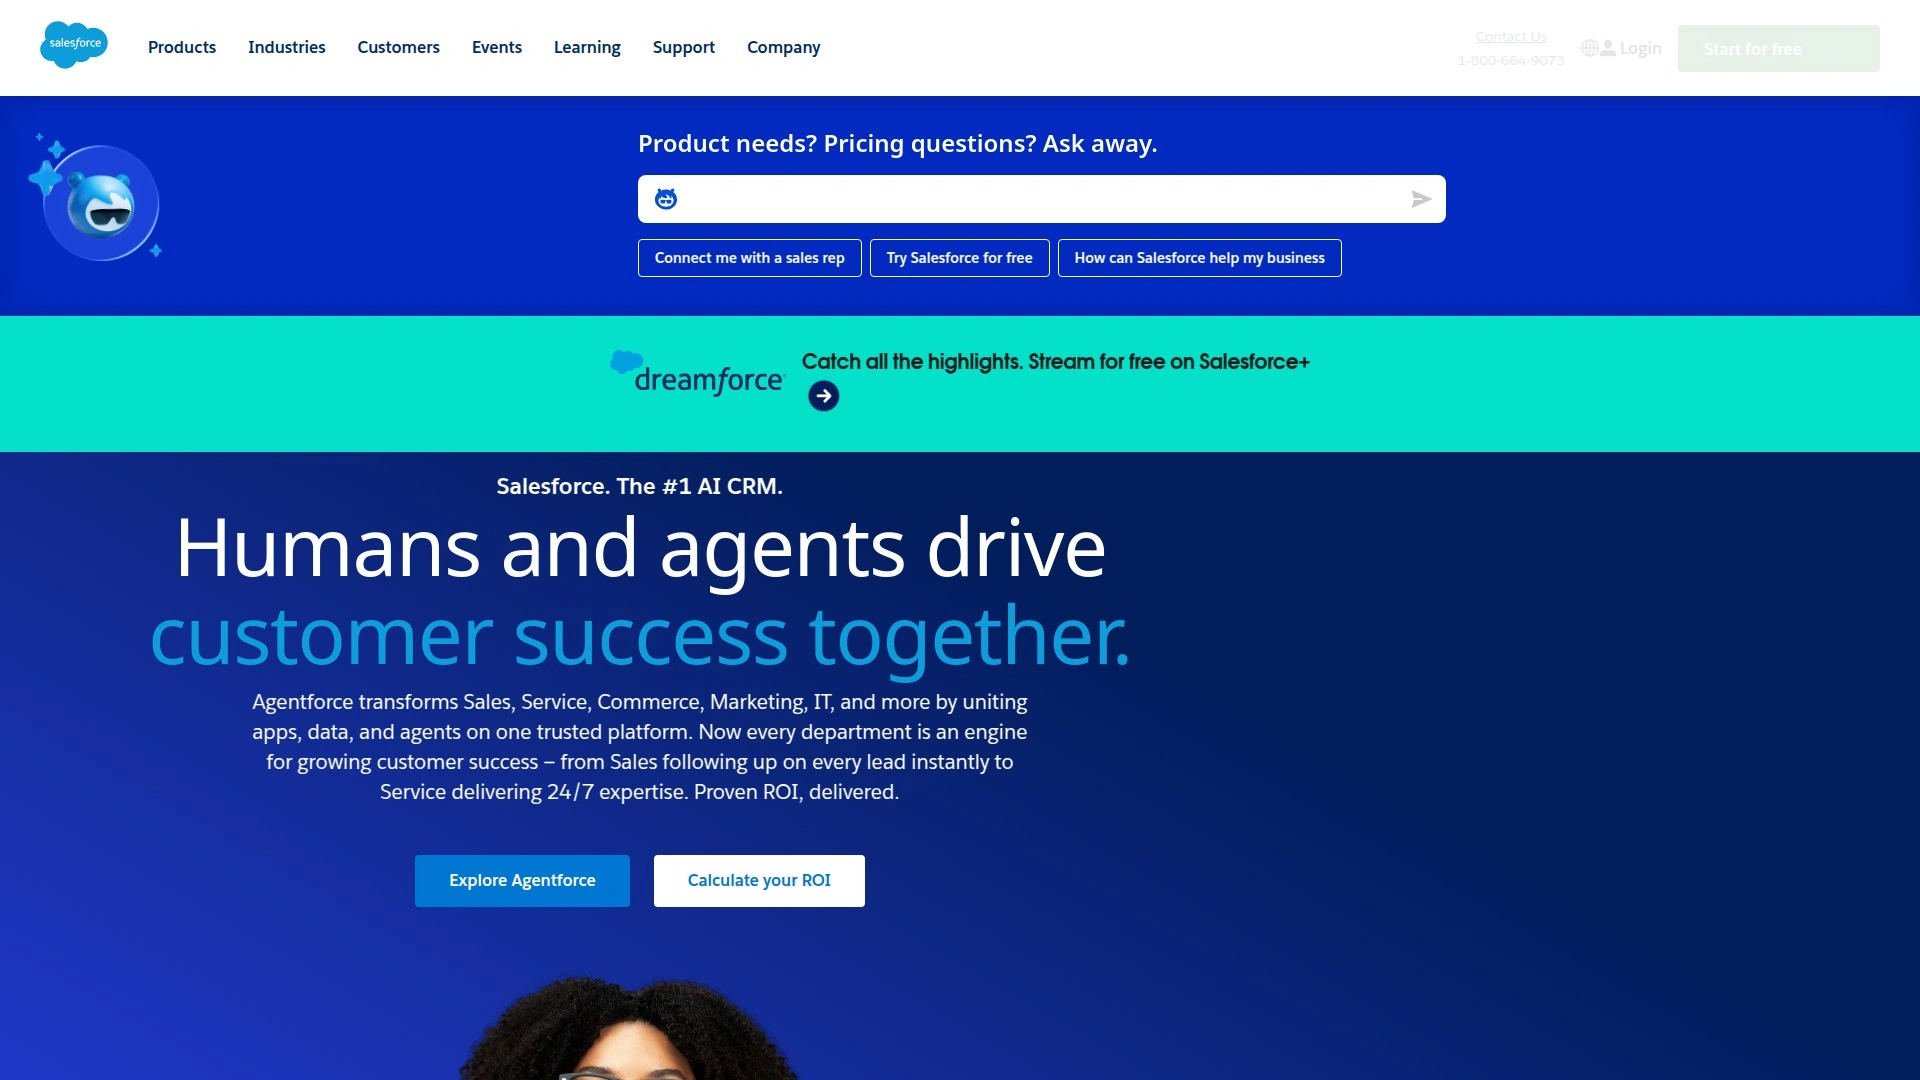 salesforce
Products
Industries
Customers
Events
Learning
Support
Company
Contact Us
1-800-664-9073
Login
Start for free
Product needs? Pricing questions? Ask away.
Connect me with a sales rep
Try Salesforce for free
How can Salesforce help my business
dreamforce
Catch all the highlights. Stream for free on Salesforce+
Salesforce. The #1 AI CRM.
Humans and agents drive
customer success together.
Agentforce transforms Sales, Service, Commerce, Marketing, IT, and more by uniting
apps, data, and agents on one trusted platform. Now every department is an engine
for growing customer success – from Sales following up on every lead instantly to
Service delivering 24/7 expertise. Proven ROI, delivered.
Explore Agentforce
Calculate your ROI